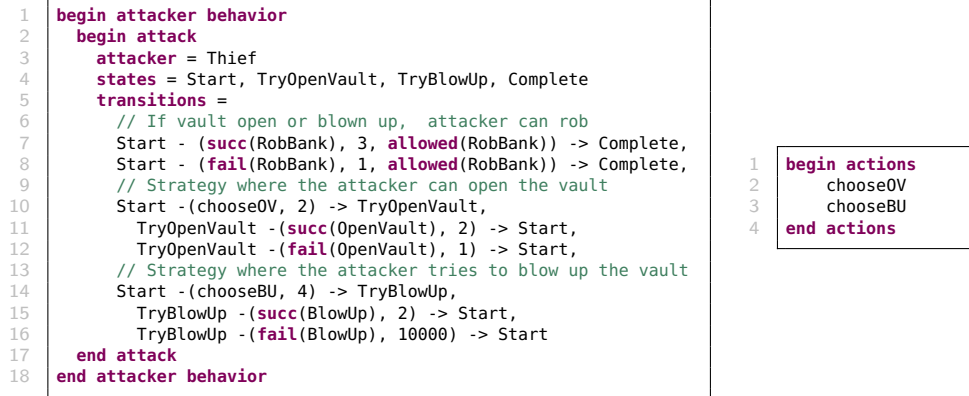 1 begin attacker behavior
2   begin attack
3     attacker = Thief
4     states = Start, TryOpenVault, TryBlowUp, Complete
5     transitions =
6       // If vault open or blown up,  attacker can rob
7       Start - (succ(RobBank), 3, allowed(RobBank)) -> Complete,
8       Start - (fail(RobBank), 1, allowed(RobBank)) -> Complete,
9       // Strategy where the attacker can open the vault
10       Start -(chooseOV, 2) -> TryOpenVault,
11         TryOpenVault -(succ(OpenVault), 2) -> Start,
12         TryOpenVault -(fail(OpenVault), 1) -> Start,
13       // Strategy where the attacker tries to blow up the vault
14       Start -(chooseBU, 4) -> TryBlowUp,
15         TryBlowUp -(succ(BlowUp), 2) -> Start,
16         TryBlowUp -(fail(BlowUp), 10000) -> Start
17   end attack
18 end attacker behavior
1 begin actions
2     chooseOV
3     chooseBU
4 end actions